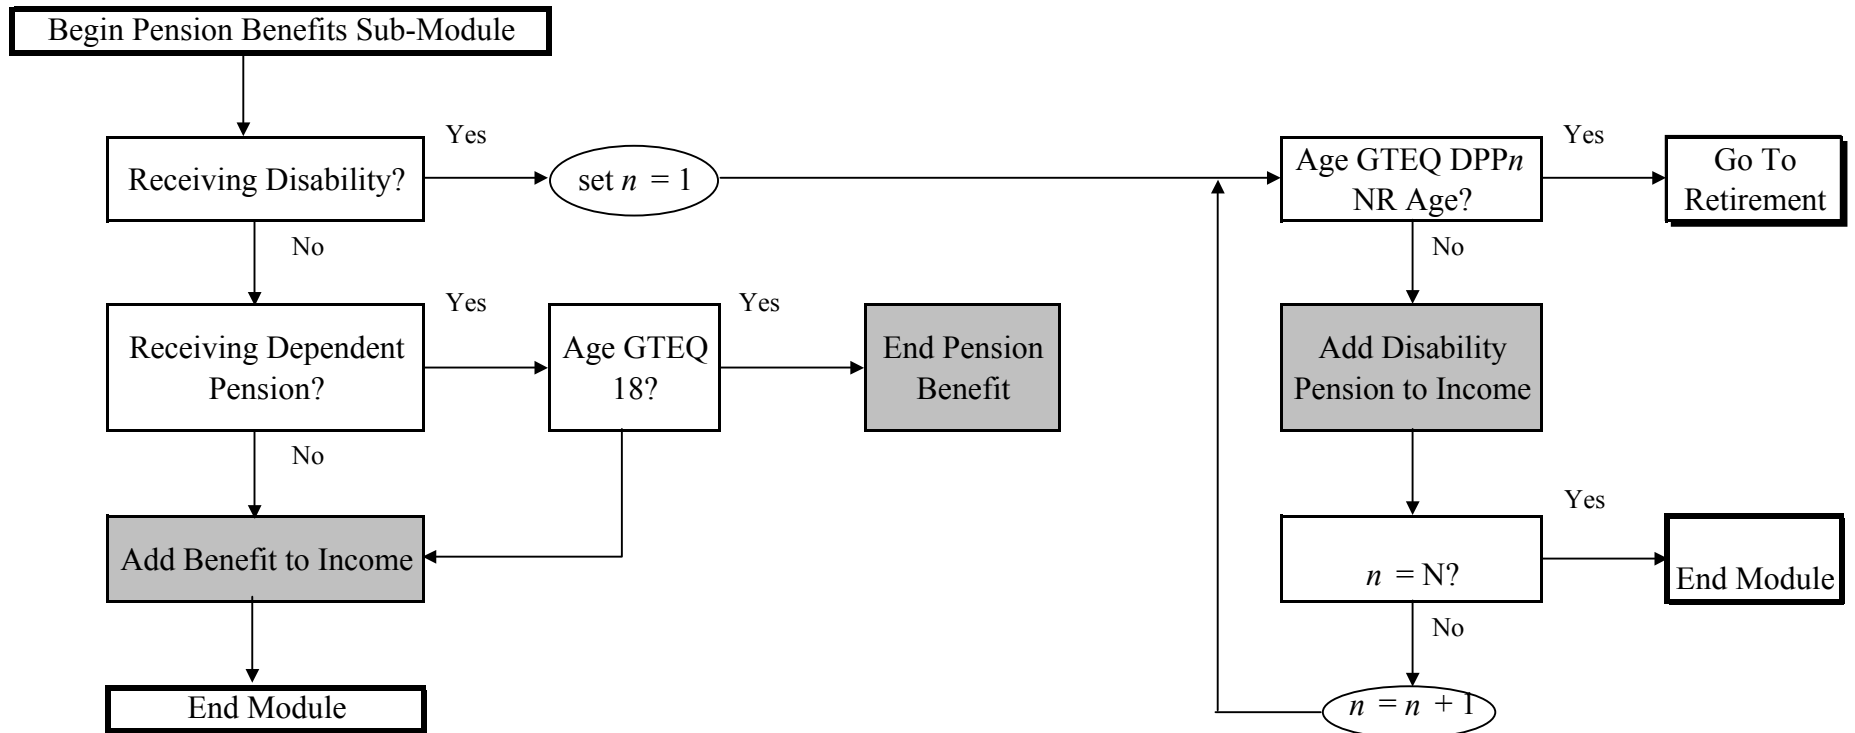 Begin Pension Benefits Sub-Module
Yes
Yes
Receiving Disability?
set n = 1
Age GTEQ DPPn
NR Age?
Go To
Retirement
No
No
Yes
Yes
Receiving Dependent
Pension?
Age GTEQ
18?
End Pension
Benefit
Add Disability
Pension to Income
No
Yes
Add Benefit to Income
n = N?
End Module
No
End Module
n = n + 1